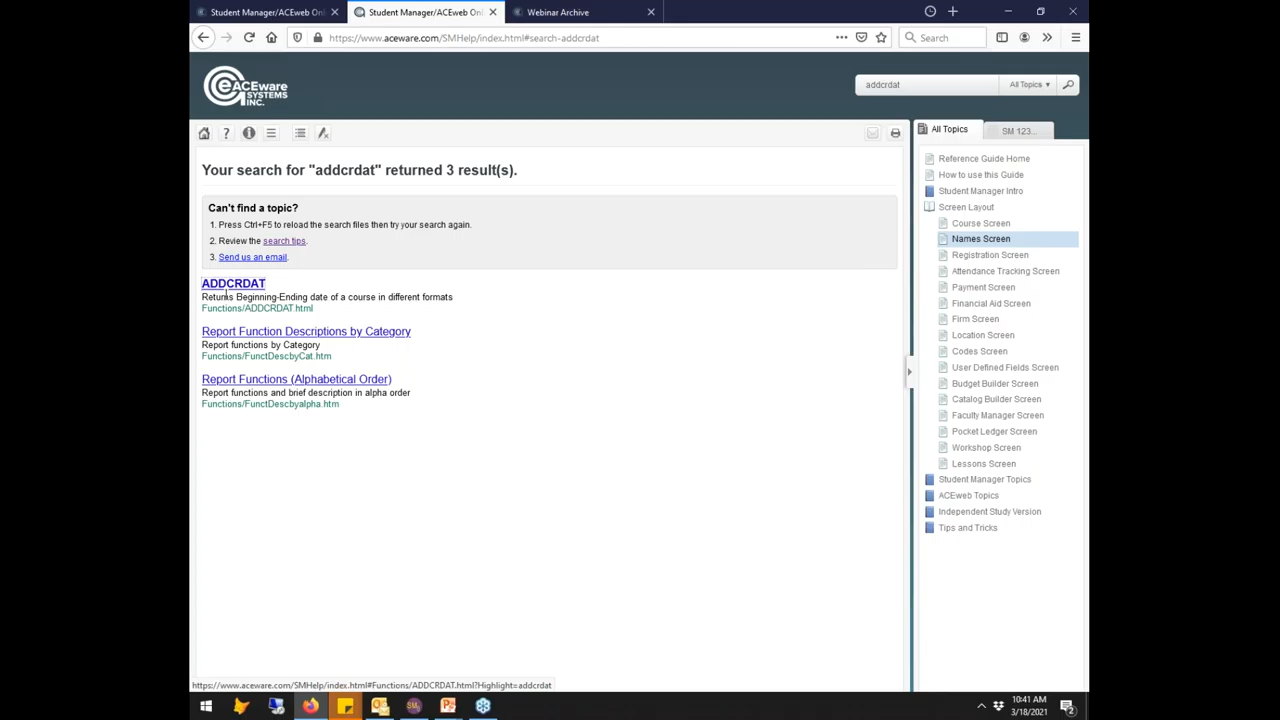 Student Manager/ACEweb Onl
Student Manager/ACEweb Onl
Webinar Archive
https://www.aceware.com/SMHelp/index.html#search-addcrdat
Search
ACEWARE
SYSTEMS
INC.
addcrdat
All Topics
All Topics
SM 123...
Your search for "addcrdat" returned 3 result(s).
Can't find a topic?
1. Press Ctrl+F5 to reload the search files then try your search again.
2. Review the search tips.
3. Send us an email.
ADDCRDAT
Returns Beginning-Ending date of a course in different formats
Functions/ADDCRDAT.html
Report Function Descriptions by Category
Report functions by Category
Functions/FunctDescbyCat.htm
Report Functions (Alphabetical Order)
Report functions and brief description in alpha order
Functions/FunctDescbyalpha.htm
Reference Guide Home
How to use this Guide
Student Manager Intro
Screen Layout
Course Screen
Names Screen
Registration Screen
Attendance Tracking Screen
Payment Screen
Financial Aid Screen
Firm Screen
Location Screen
Codes Screen
User Defined Fields Screen
Budget Builder Screen
Catalog Builder Screen
Faculty Manager Screen
Pocket Ledger Screen
Workshop Screen
Lessons Screen
Student Manager Topics
ACEweb Topics
Independent Study Version
Tips and Tricks
https://www.aceware.com/SMHelp/index.html#Functions/ADDCRDAT.html?Highlight=addcrdat
10:41 AM
3/18/2021